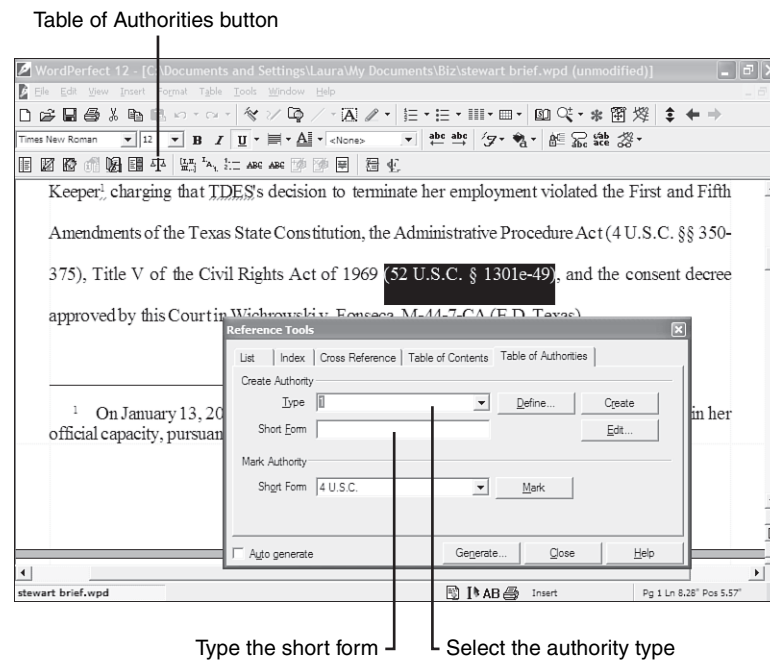 Table of Authorities button
WordPerfect 12 - [C:\Documents and Settings\Laura\My Documents\Biz\stewart brief.wpd (unmodified)]
File Edit View Insert Format Table Tools Window Help
Times New Roman 12 B I U <None> abc abc
ABC ABC
Keeper1, charging that TDES's decision to terminate her employment violated the First and Fifth
Amendments of the Texas State Constitution, the Administrative Procedure Act (4 U.S.C. §§ 350-
375), Title V of the Civil Rights Act of 1969 (52 U.S.C. § 1301e-49), and the consent decree
approved by this Court in Wichrowski v. Fonseca, M-44-7-CA (E.D. Texas)
Reference Tools
List Index Cross Reference Table of Contents Table of Authorities
Create Authority
Type 1 Define... Create
Short Form Edit...
Mark Authority
Short Form 4 U.S.C. Mark
Auto generate Generate... Close Help
1 On January 13, 20 in her
official capacity, pursuan
stewart brief.wpd AB Insert Pg 1 Ln 8.28" Pos 5.57"
Type the short form Select the authority type